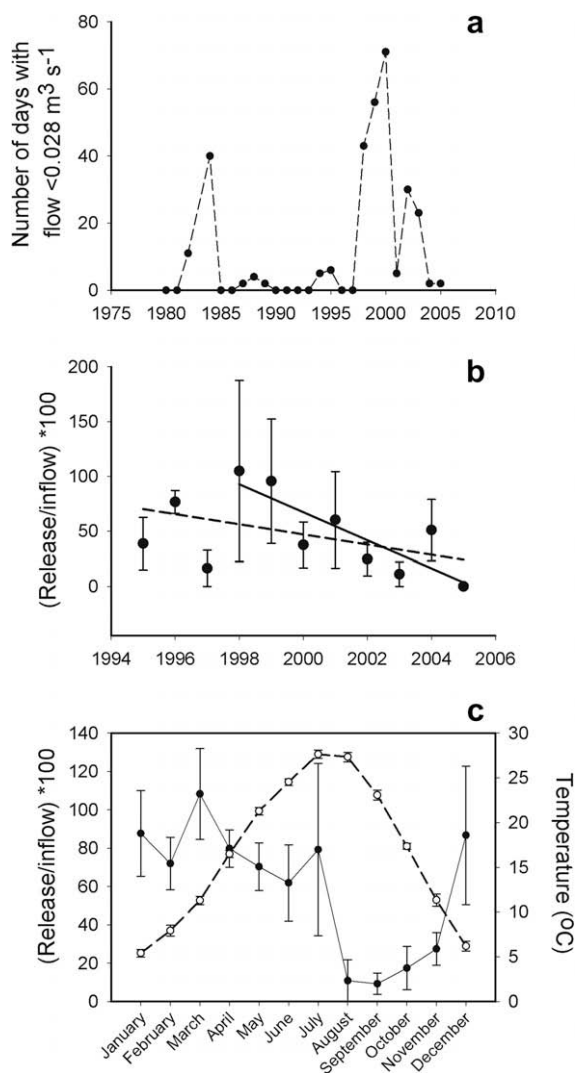 a
Number of days with
flow <0.028 m³ s⁻¹
80
60
40
20
0
1975 1980 1985 1990 1995 2000 2005 2010
b
(Release/inflow) *100
200
150
100
50
0
1994 1996 1998 2000 2002 2004 2006
c
(Release/inflow) *100
140
120
100
80
60
40
20
0
30
25
20
15
10
5
0
Temperature (ºC)
January
February
March
April
May
June
July
August
September
October
November
December